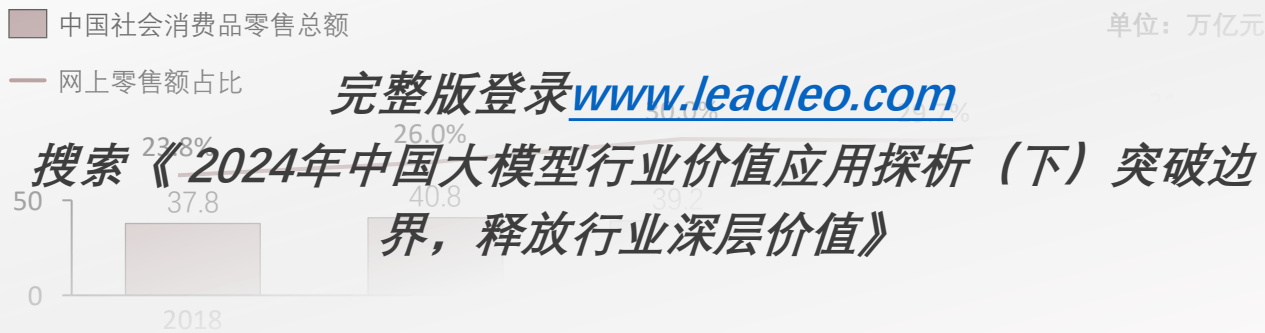 中国社会消费品零售总额
单位：万亿元
网上零售额占比
完整版登录www.leadleo.com
30.0%
29.7%
26.0%
23.8%
搜索《2024年中国大模型行业价值应用探析（下）突破边
界，释放行业深层价值》
50
37.8
40.8
39.2
0
2018